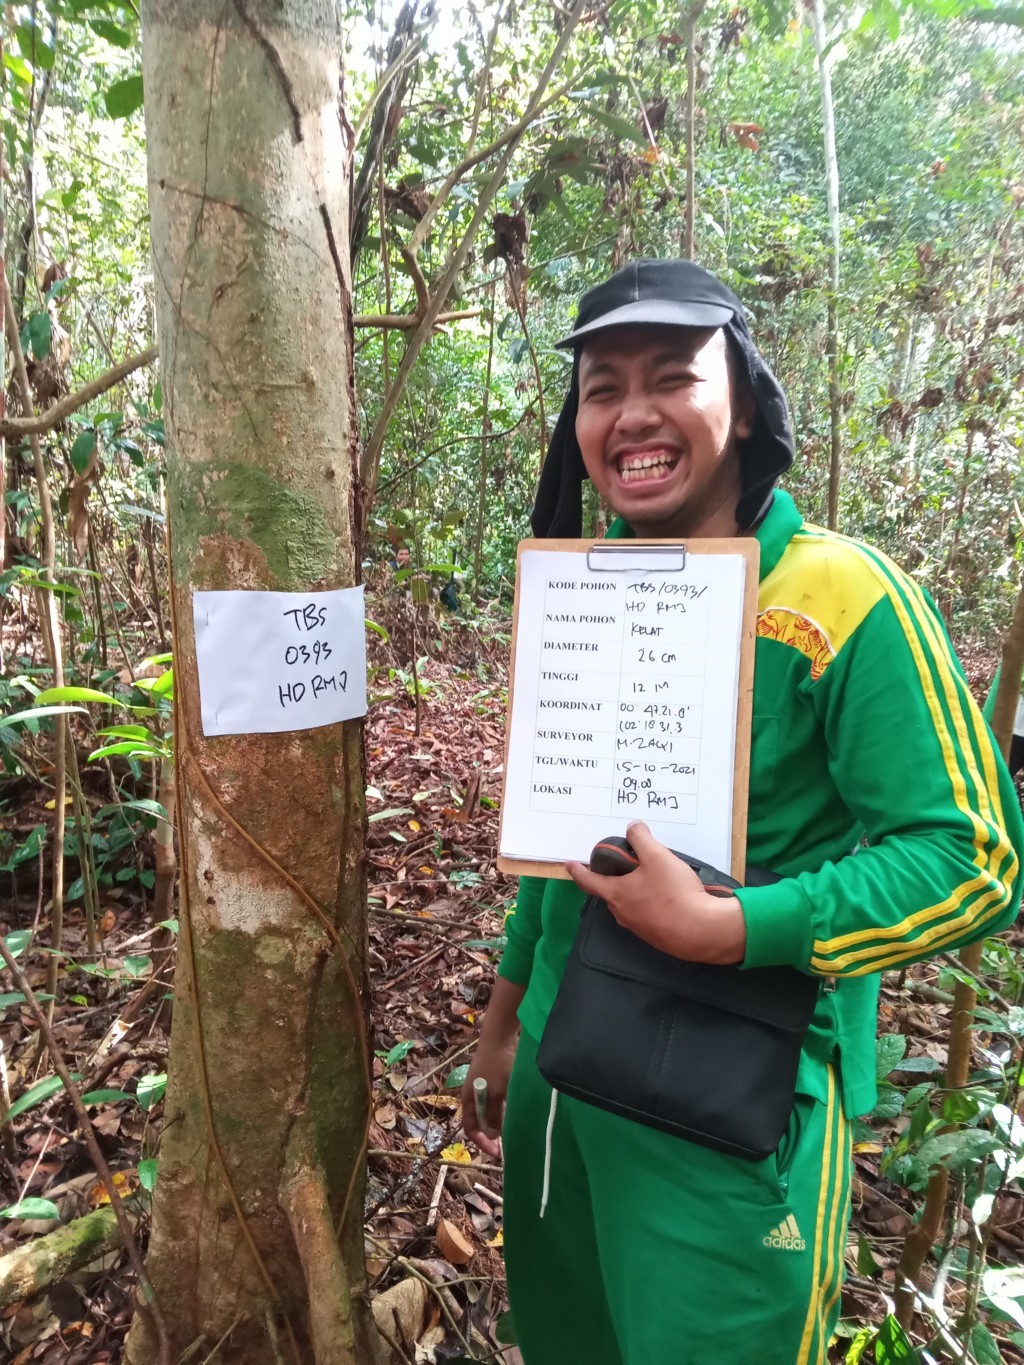 TBS
0393
HD RMJ
KODE POHON TBS/0393/
HD RMJ
NAMA POHON KELAT
DIAMETER 26 cm
TINGGI 12 M
KOORDINAT 00° 47.21.8'
102° 18 31.3
SURVEYOR M. ZAQI
TGL/WAKTU 15-10-2021
09.00
LOKASI HD RMJ
adidas